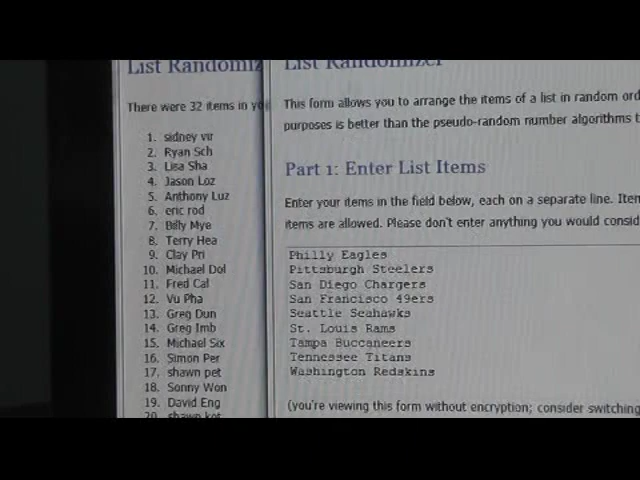 List Randomiz
There were 32 items in yo
1. sidney vir
2. Ryan Sch
3. Lisa Sha
4. Jason Loz
5. Anthony Luz
6. eric rod
7. Billy Mye
8. Terry Hea
9. Clay Pri
10. Michael Dol
11. Fred Cal
12. Vu Pha
13. Greg Dun
14. Greg Imb
15. Michael Six
16. Simon Per
17. shawn pet
18. Sonny Won
19. David Eng
20. shawn kot
List Randomizer
This form allows you to arrange the items of a list in random ord
purposes is better than the pseudo-random number algorithms t
Part 1: Enter List Items
Enter your items in the field below, each on a separate line. Iten
items are allowed. Please don't enter anything you would consid
Philly Eagles
Pittsburgh Steelers
San Diego Chargers
San Francisco 49ers
Seattle Seahawks
St. Louis Rams
Tampa Buccaneers
Tennessee Titans
Washington Redskins
(you're viewing this form without encryption; consider switching